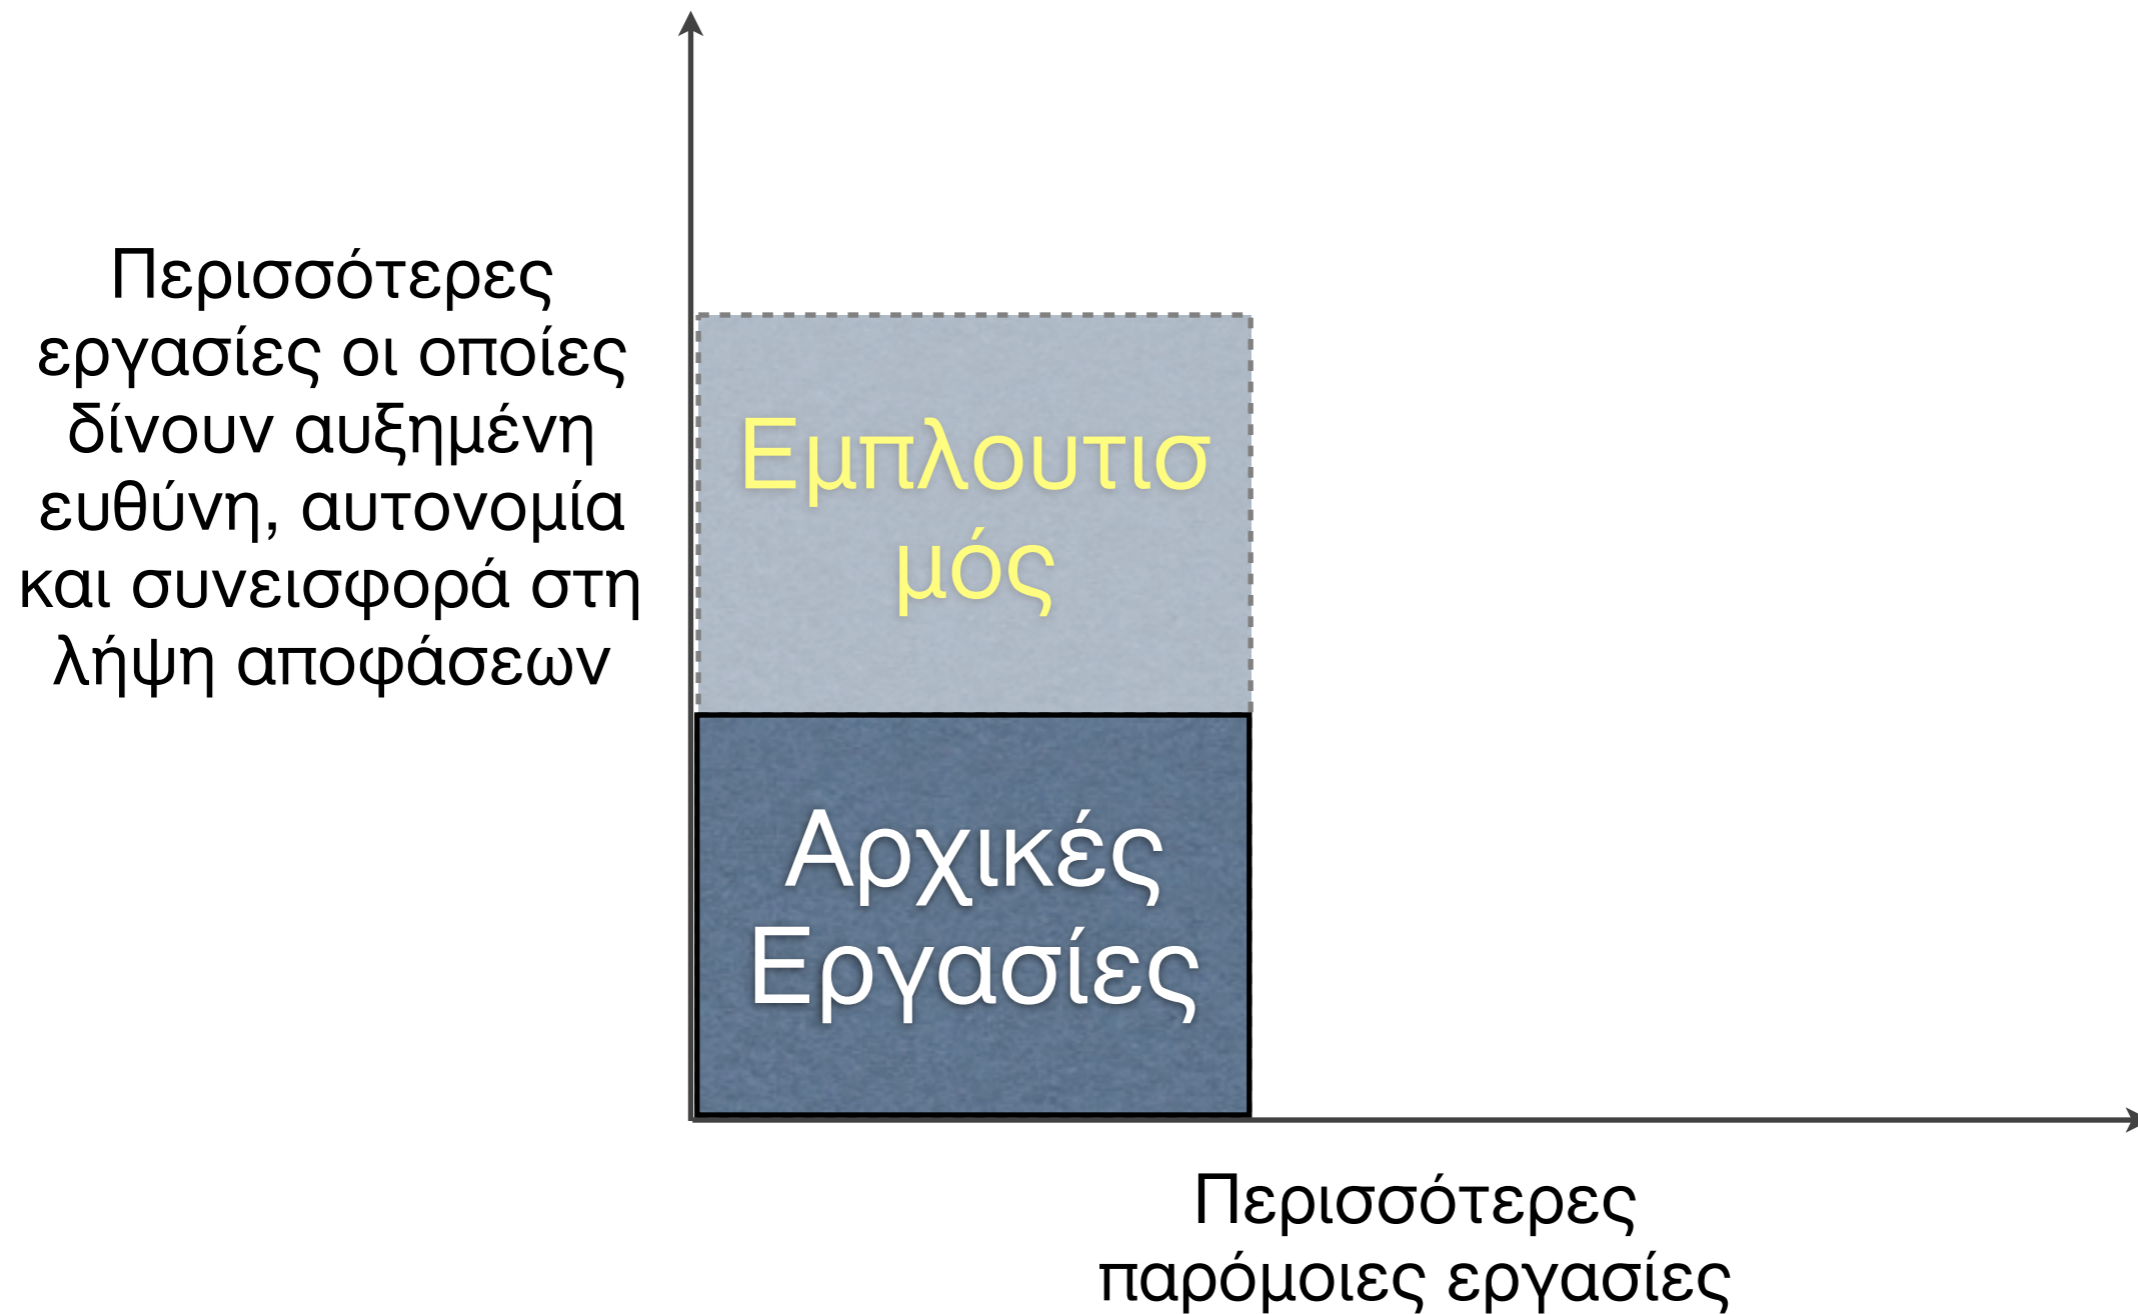 Περισσότερες
εργασίες οι οποίες
δίνουν αυξημένη
ευθύνη, αυτονομία
και συνεισφορά στη
λήψη αποφάσεων
Εμπλουτισ
μός
Αρχικές
Εργασίες
Περισσότερες
παρόμοιες εργασίες